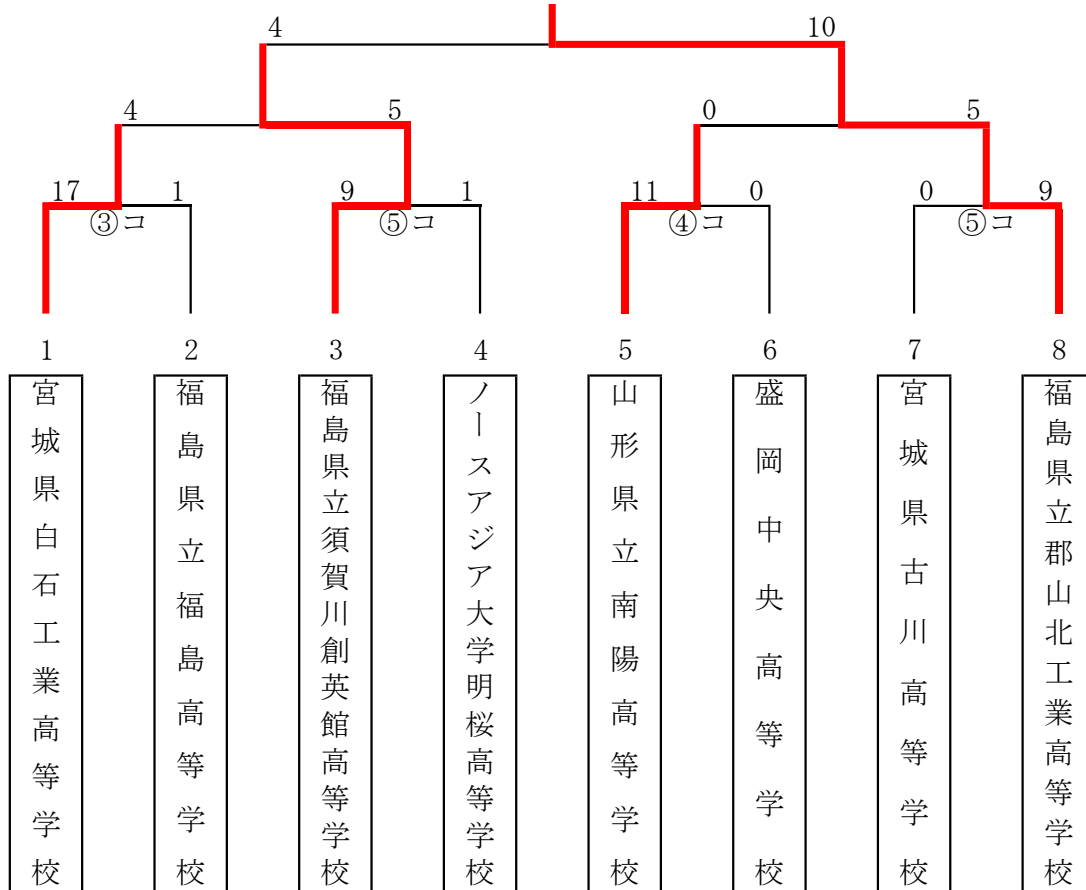 4 10
4 5 0 5
17 1 9 1 11 0 0 9
③コ ⑤コ ④コ ⑤コ
1 2 3 4 5 6 7 8
宮城県白石工業高等学校
福島県立福島高等学校
福島県立須賀川創英館高等学校
ノースアジア大学明桜高等学校
山形県立南陽高等学校
盛岡中央高等学校
宮城県古川高等学校
福島県立郡山北工業高等学校